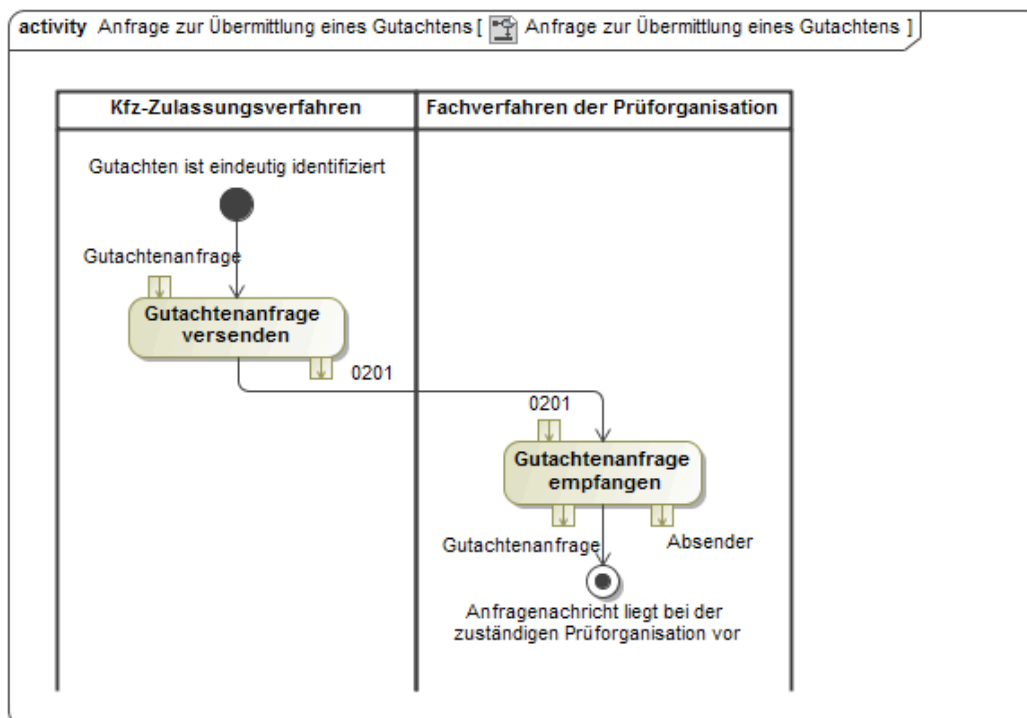 activity Anfrage zur Übermittlung eines Gutachtens [ Anfrage zur Übermittlung eines Gutachtens ]
Kfz-Zulassungsverfahren
Fachverfahren der Prüforganisation
Gutachten ist eindeutig identifiziert
Gutachtenanfrage
Gutachtenanfrage
versenden
0201
0201
Gutachtenanfrage
empfangen
Gutachtenanfrage
Absender
Anfragenachricht liegt bei der
zuständigen Prüforganisation vor